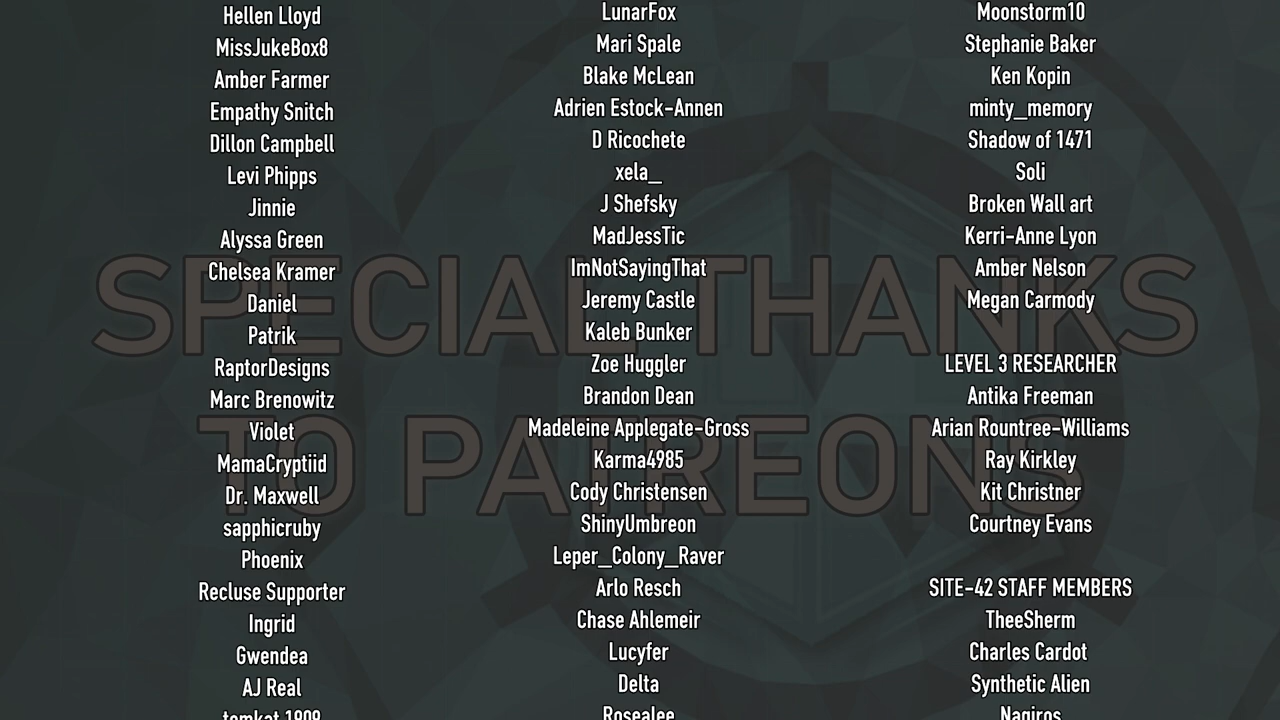 SPECIAL THANKS
TO PATREONS
Hellen Lloyd
MissJukeBox8
Amber Farmer
Empathy Snitch
Dillon Campbell
Levi Phipps
Jinnie
Alyssa Green
Chelsea Kramer
Daniel
Patrik
RaptorDesigns
Marc Brenowitz
Violet
MamaCryptiid
Dr. Maxwell
sapphicruby
Phoenix
Recluse Supporter
Ingrid
Gwendea
AJ Real
tomkat 1909
LunarFox
Mari Spale
Blake McLean
Adrien Estock-Annen
D Ricochete
xela_
J Shefsky
MadJessTic
ImNotSayingThat
Jeremy Castle
Kaleb Bunker
Zoe Huggler
Brandon Dean
Madeleine Applegate-Gross
Karma4985
Cody Christensen
ShinyUmbreon
Leper_Colony_Raver
Arlo Resch
Chase Ahlemeir
Lucyfer
Delta
Rosealee
Moonstorm10
Stephanie Baker
Ken Kopin
minty_memory
Shadow of 1471
Soli
Broken Wall art
Kerri-Anne Lyon
Amber Nelson
Megan Carmody
LEVEL 3 RESEARCHER
Antika Freeman
Arian Rountree-Williams
Ray Kirkley
Kit Christner
Courtney Evans
SITE-42 STAFF MEMBERS
TheeSherm
Charles Cardot
Synthetic Alien